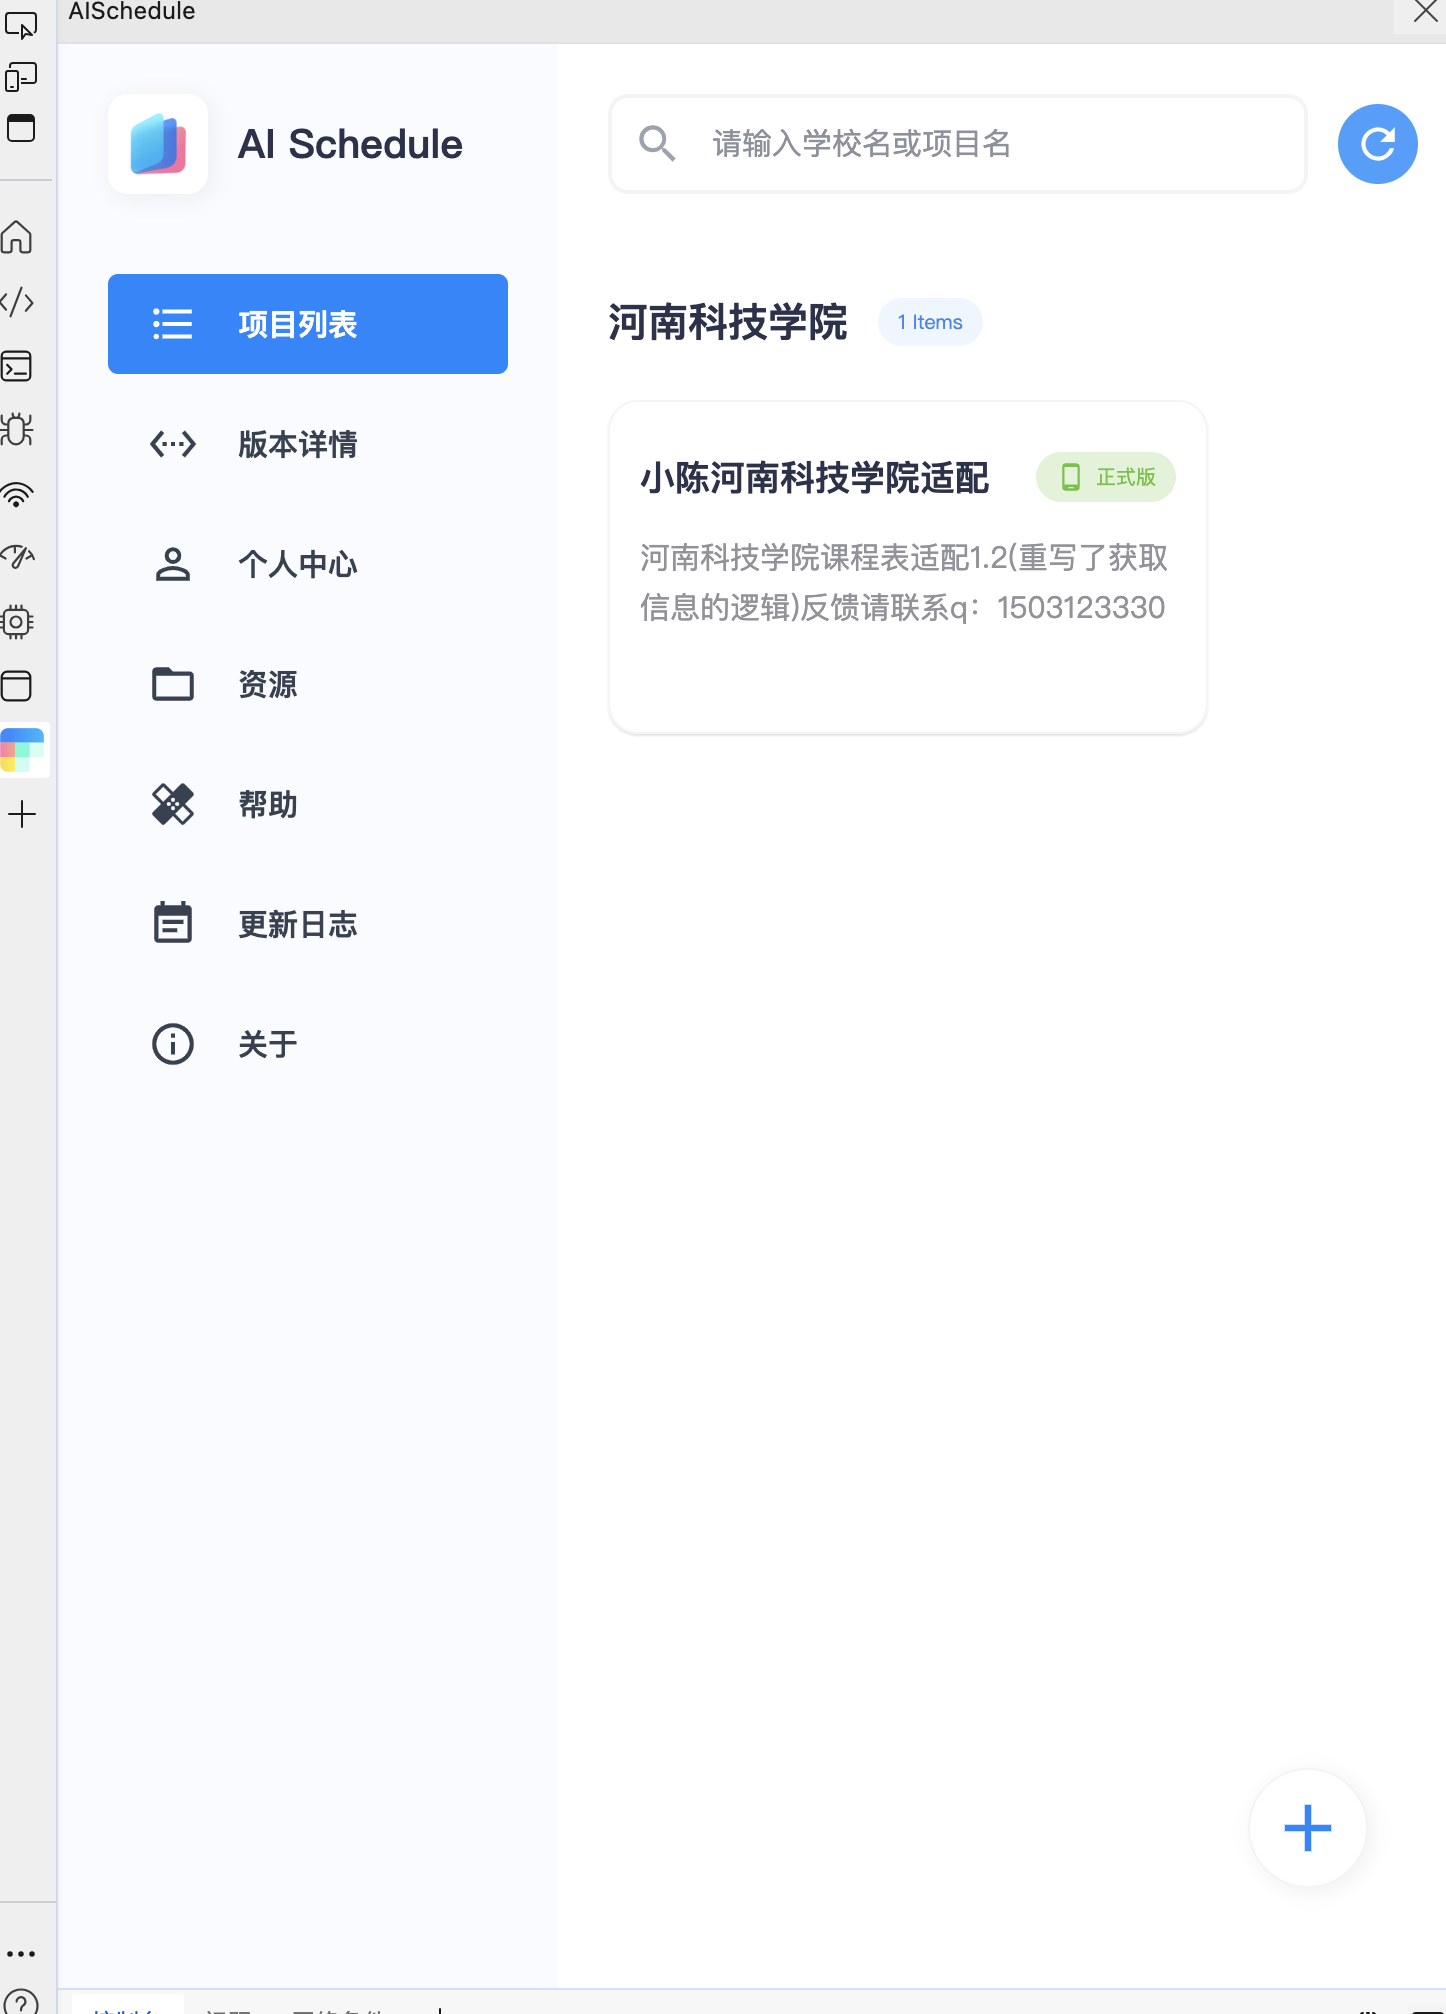 AISchedule
AI Schedule
请输入学校名或项目名
项目列表
版本详情
个人中心
资源
帮助
更新日志
关于
河南科技学院
1 Items
小陈河南科技学院适配
正式版
河南科技学院课程表适配1.2(重写了获取
信息的逻辑)反馈请联系q：1503123330